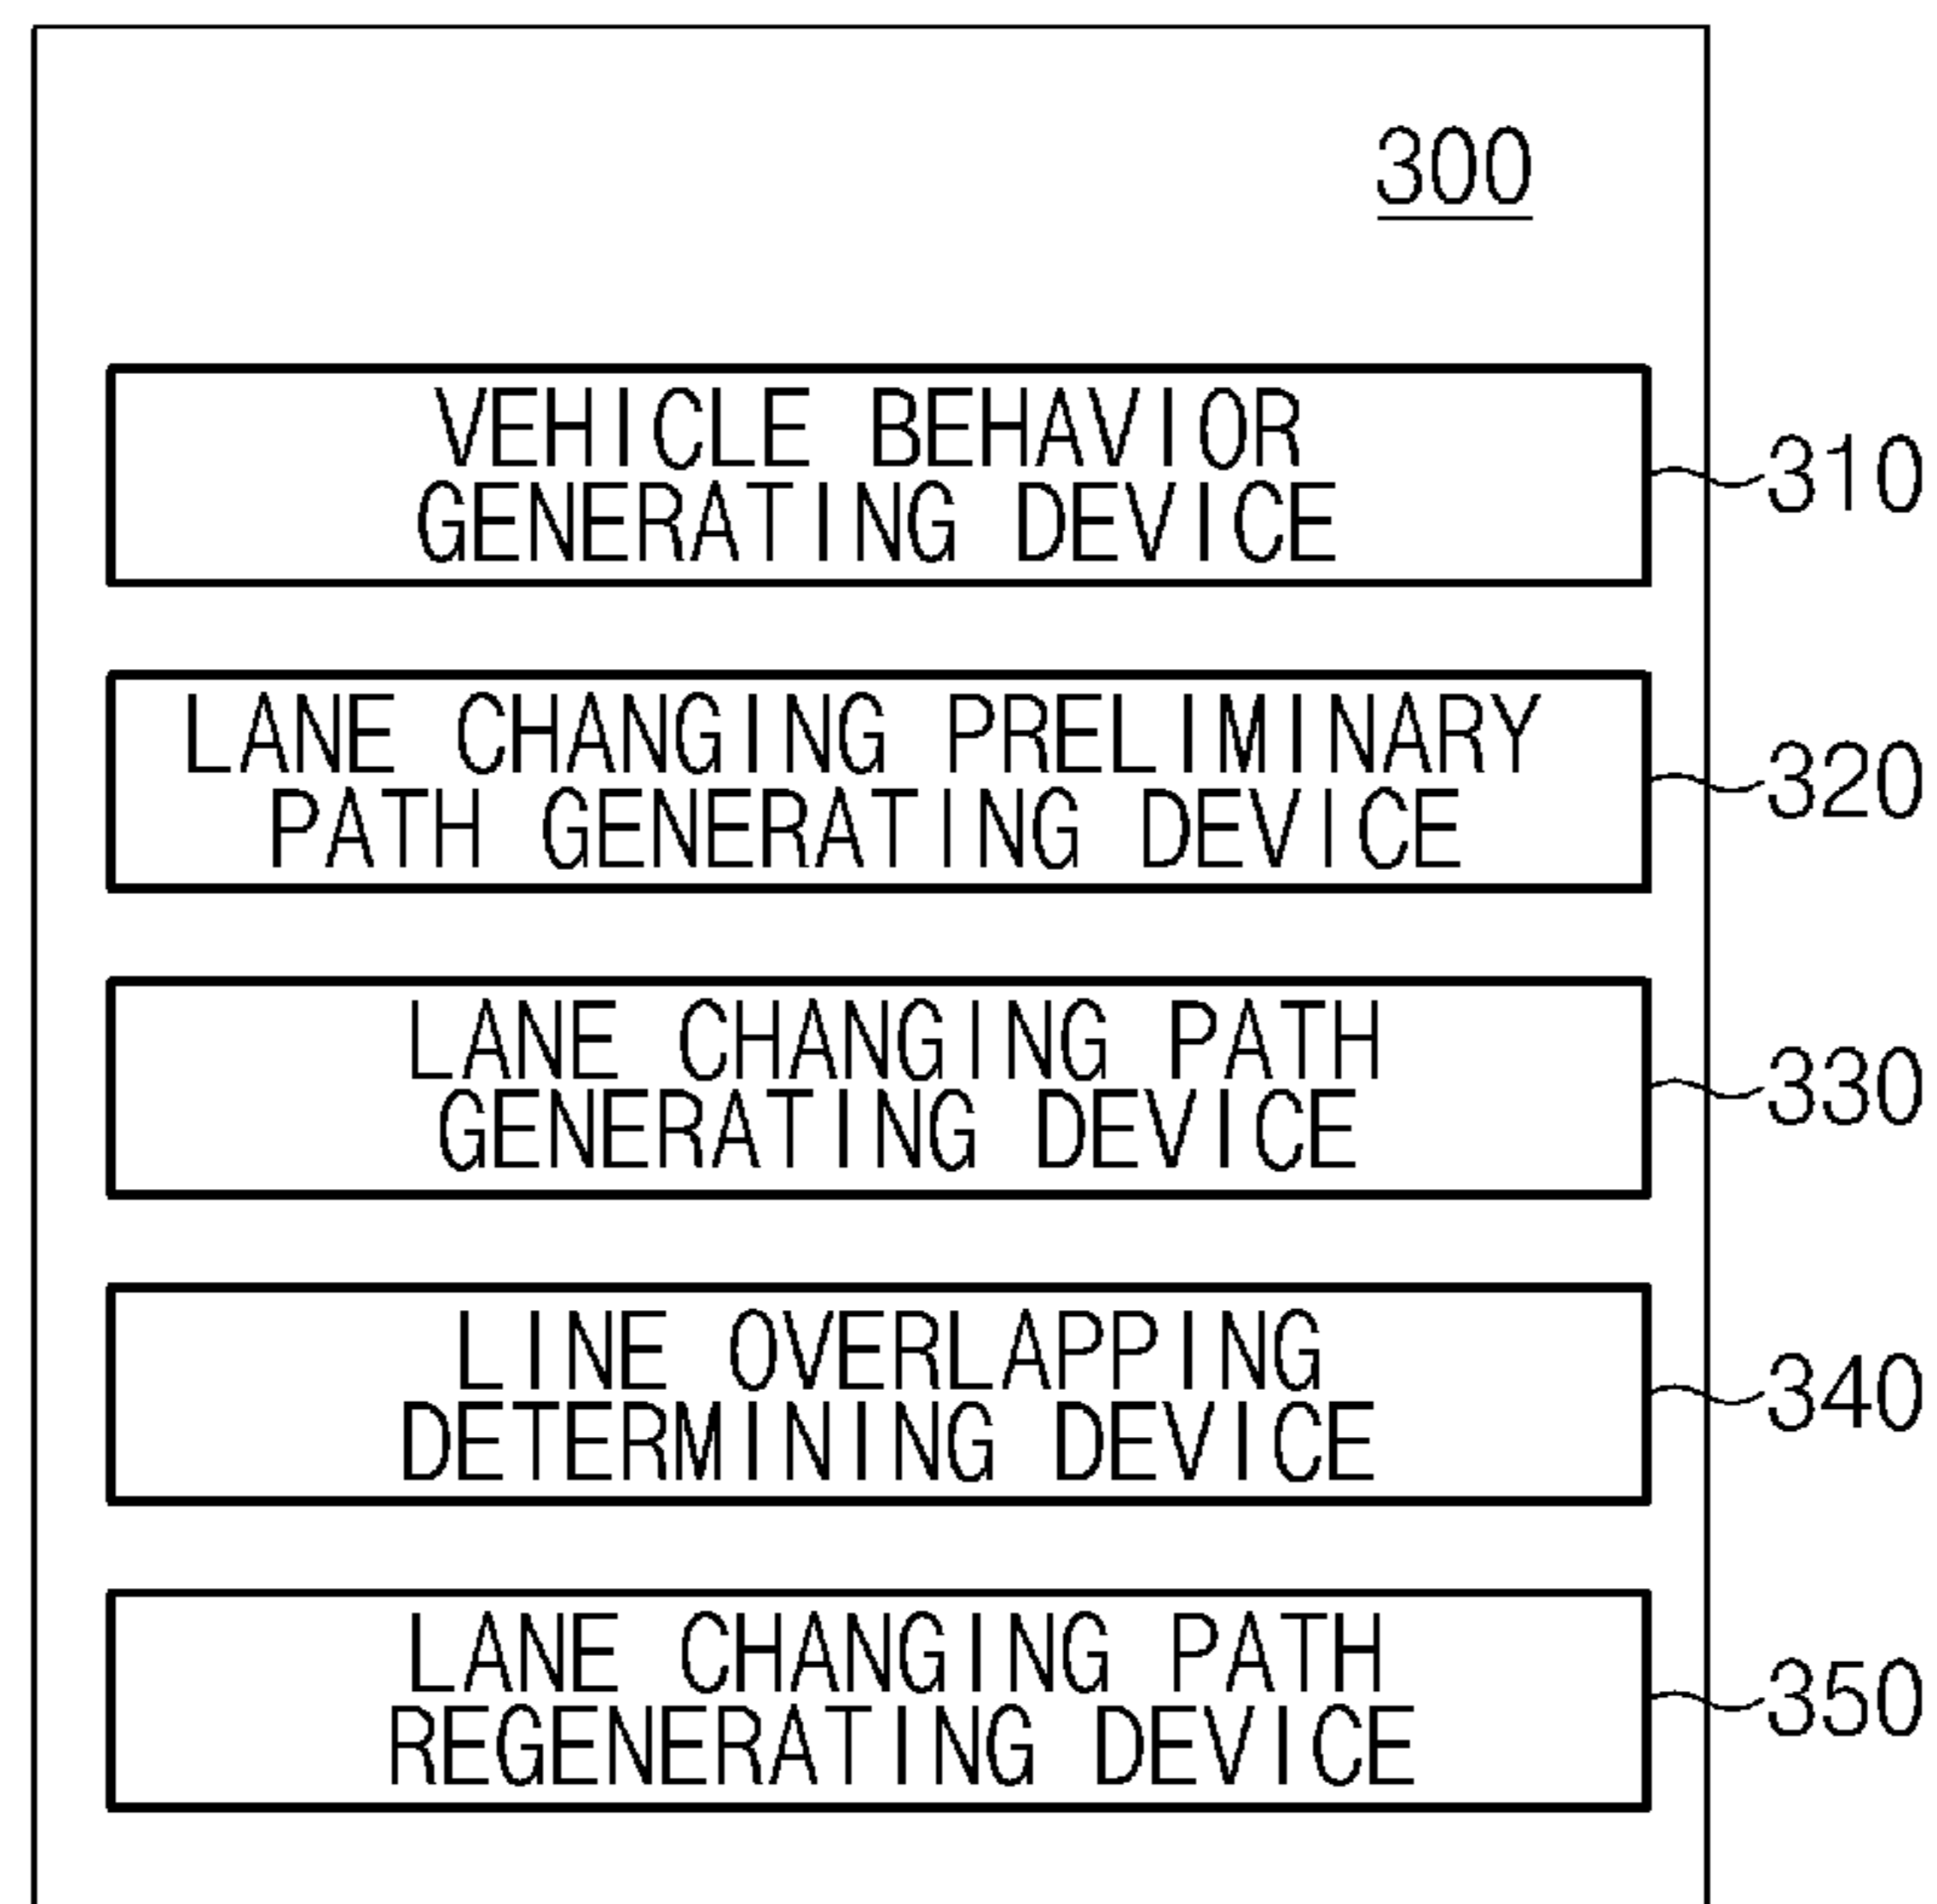 300
VEHICLE BEHAVIOR
GENERATING DEVICE
310
LANE CHANGING PRELIMINARY
PATH GENERATING DEVICE
320
LANE CHANGING PATH
GENERATING DEVICE
330
LINE OVERLAPPING
DETERMINING DEVICE
340
LANE CHANGING PATH
REGENERATING DEVICE
350